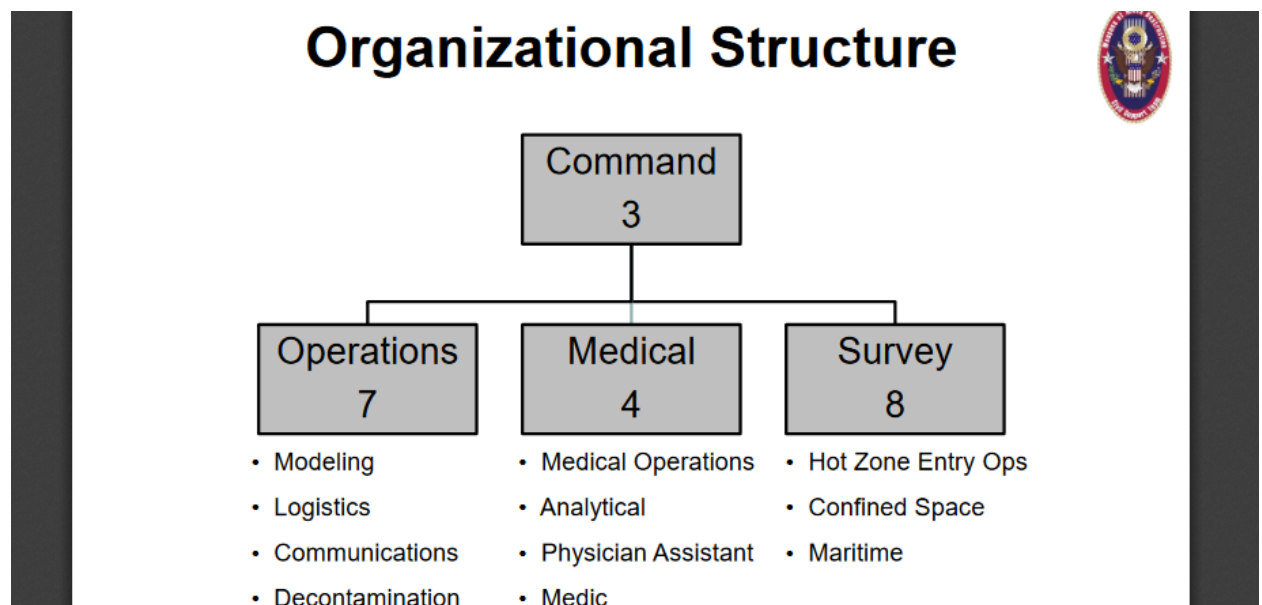 Organizational Structure
Command
3
Operations
7
Medical
4
Survey
8
• Modeling
• Logistics
• Communications
• Decontamination
• Medical Operations
• Analytical
• Physician Assistant
• Medic
• Hot Zone Entry Ops
• Confined Space
• Maritime